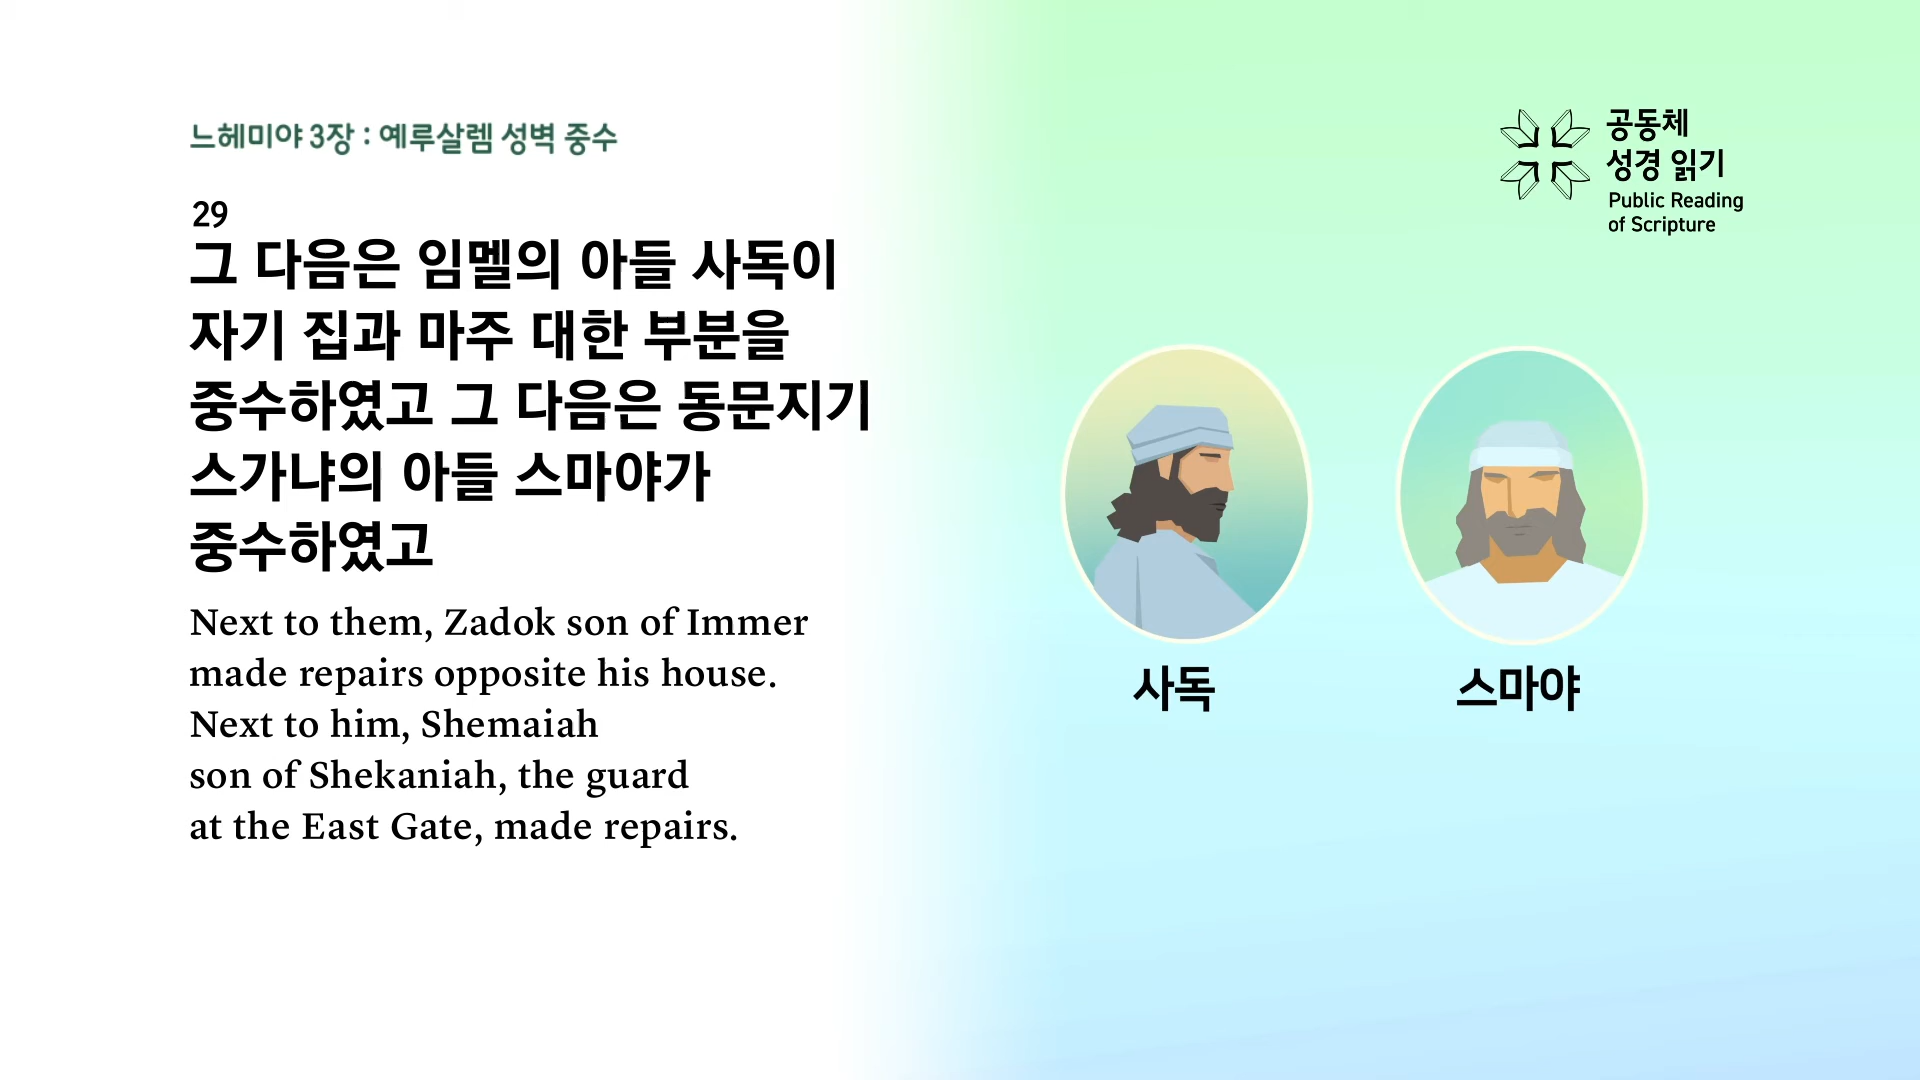 느헤미야 3장 : 예루살렘 성벽 중수
29
그 다음은 임멜의 아들 사독이
자기 집과 마주 대한 부분을
중수하였고 그 다음은 동문지기
스가냐의 아들 스마야가
중수하였고
Next to them, Zadok son of Immer
made repairs opposite his house.
Next to him, Shemaiah
son of Shekaniah, the guard
at the East Gate, made repairs.
공동체
성경 읽기
Public Reading
of Scripture
사독
스마야